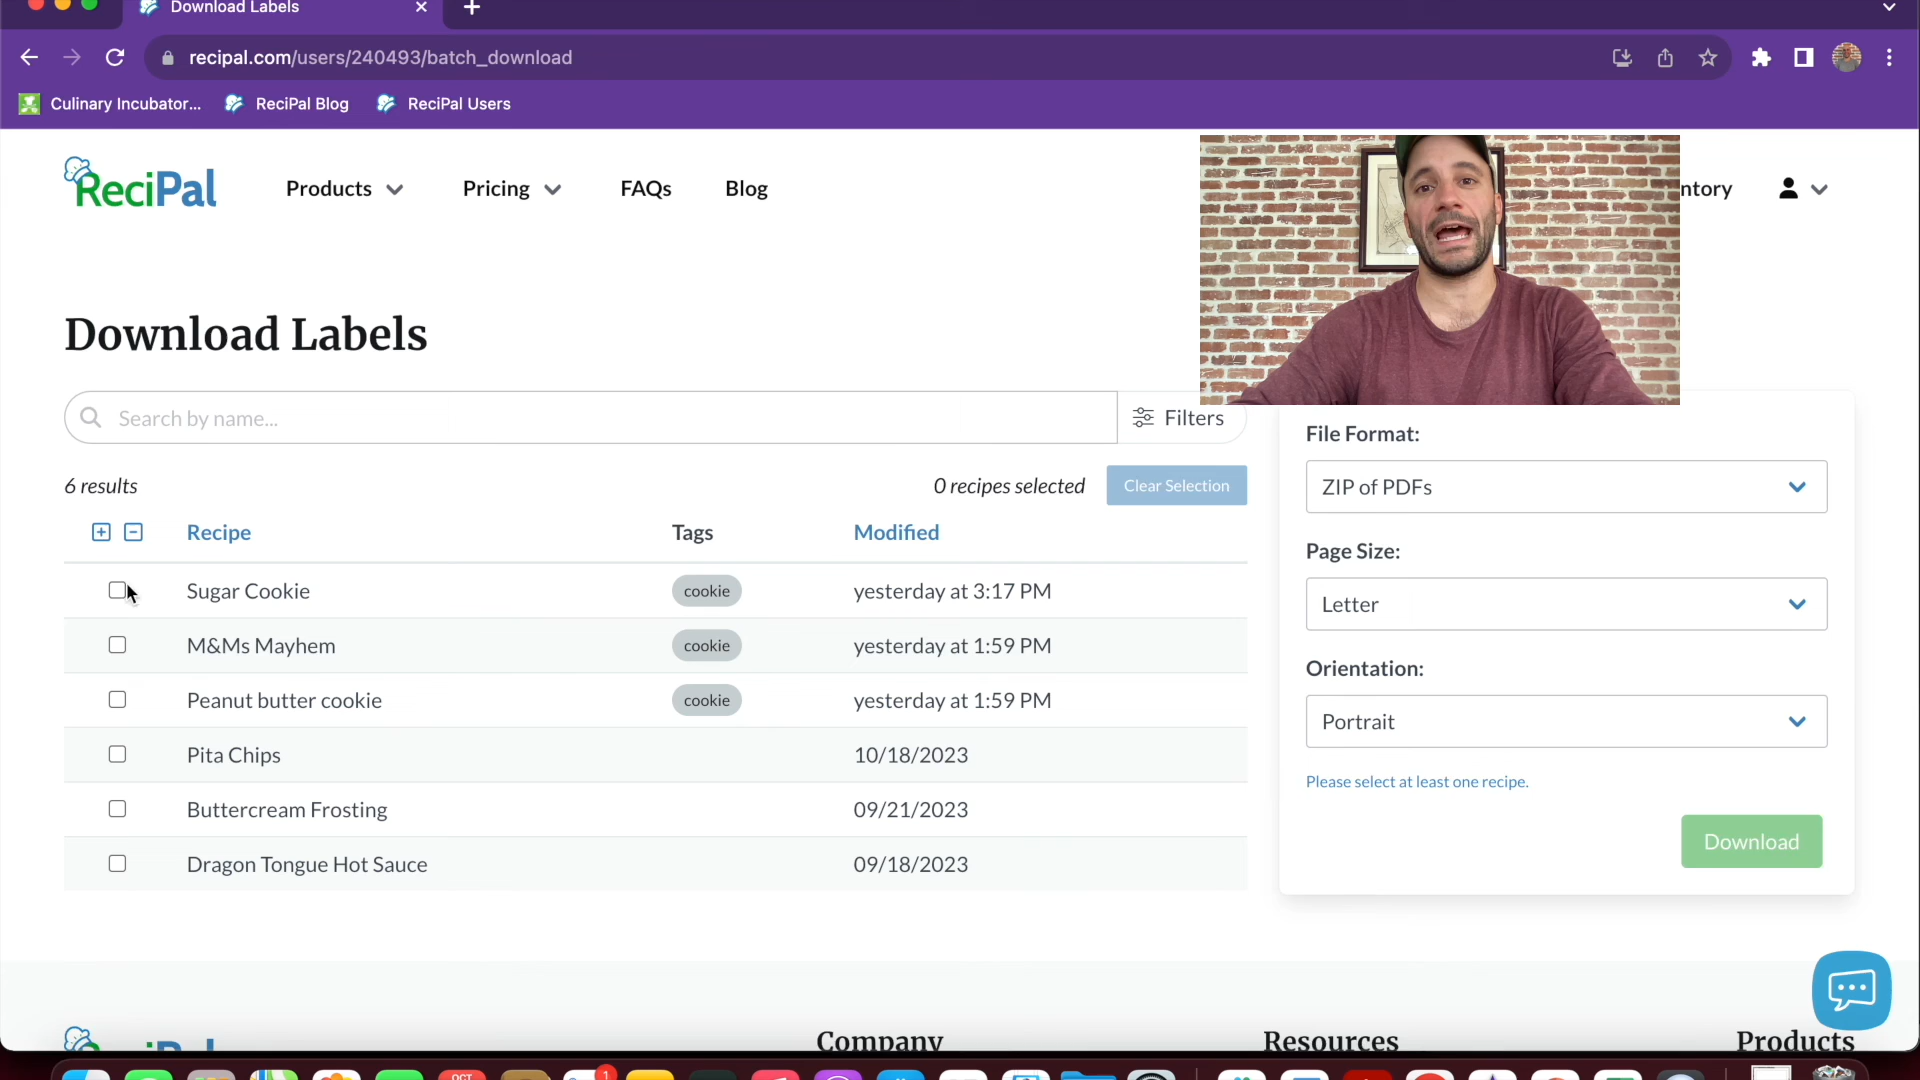 Download Labels
recipal.com/users/240493/batch_download
Culinary Incubator... ReciPal Blog ReciPal Users
ReciPal Products Pricing FAQs Blog ntory
Download Labels
Search by name... Filters
6 results 0 recipes selected Clear Selection
Recipe Tags Modified
Sugar Cookie cookie yesterday at 3:17 PM
M&Ms Mayhem cookie yesterday at 1:59 PM
Peanut butter cookie cookie yesterday at 1:59 PM
Pita Chips 10/18/2023
Buttercream Frosting 09/21/2023
Dragon Tongue Hot Sauce 09/18/2023
File Format:
ZIP of PDFs
Page Size:
Letter
Orientation:
Portrait
Please select at least one recipe.
Download
Company Resources Products
OCT 1